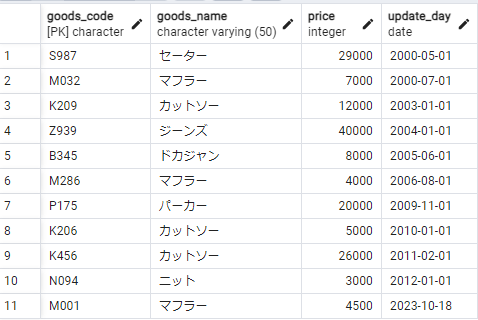 goods_code goods_name price update_day
[PK] character character varying (50) integer date
1 S987 セーター 29000 2000-05-01
2 M032 マフラー 7000 2000-07-01
3 K209 カットソー 12000 2003-01-01
4 Z939 ジーンズ 40000 2004-01-01
5 B345 ドカジャン 8000 2005-06-01
6 M286 マフラー 4000 2006-08-01
7 P175 パーカー 20000 2009-11-01
8 K206 カットソー 5000 2010-01-01
9 K456 カットソー 26000 2011-02-01
10 N094 ニット 3000 2012-01-01
11 M001 マフラー 4500 2023-10-18